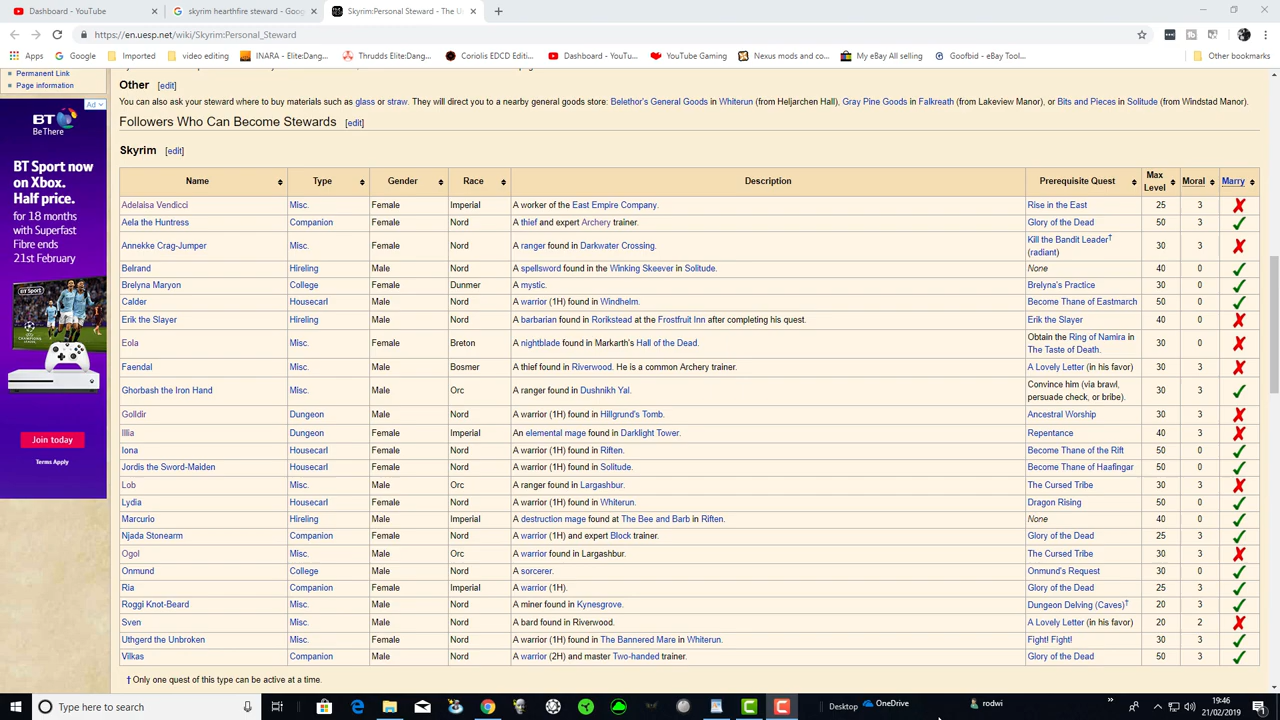 Dashboard - YouTube
skyrim hearthfire steward - Goog
Skyrim:Personal Steward - The U
https://en.uesp.net/wiki/Skyrim:Personal_Steward
Apps Google Imported video editing INARA - Elite:Dang... Thrudds Elite:Dang... Coriolis EDCD Edition... Dashboard - YouTu... YouTube Gaming Nexus mods and co... My eBay All selling Goofbid - eBay Tool... Other bookmarks
Permanent Link
Page information
Ad
BT
Be There
BT Sport now
on Xbox.
Half price.
for 18 months
with Superfast
Fibre ends
21st February
Join today
Terms Apply
Other [edit]
You can also ask your steward where to buy materials such as glass or straw. They will direct you to a nearby general goods store: Belethor's General Goods in Whiterun (from Heljarchen Hall), Gray Pine Goods in Falkreath (from Lakeview Manor), or Bits and Pieces in Solitude (from Windstad Manor).
Followers Who Can Become Stewards [edit]
Skyrim [edit]
Name Type Gender Race Description Prerequisite Quest Max Level Moral Marry
Adelaisa Vendicci Misc. Female Imperial A worker of the East Empire Company. Rise in the East 25 3 ✗
Aela the Huntress Companion Female Nord A thief and expert Archery trainer. Glory of the Dead 50 3 ✓
Annekke Crag-Jumper Misc. Female Nord A ranger found in Darkwater Crossing. Kill the Bandit Leader† (radiant) 30 3 ✗
Belrand Hireling Male Nord A spellsword found in the Winking Skeever in Solitude. None 40 0 ✓
Brelyna Maryon College Female Dunmer A mystic. Brelyna's Practice 30 0 ✓
Calder Housecarl Male Nord A warrior (1H) found in Windhelm. Become Thane of Eastmarch 50 0 ✓
Erik the Slayer Hireling Male Nord A barbarian found in Rorikstead at the Frostfruit Inn after completing his quest. Erik the Slayer 40 0 ✗
Eola Misc. Female Breton A nightblade found in Markarth's Hall of the Dead. Obtain the Ring of Namira in The Taste of Death. 30 0 ✗
Faendal Misc. Male Bosmer A thief found in Riverwood. He is a common Archery trainer. A Lovely Letter (in his favor) 30 3 ✗
Ghorbash the Iron Hand Misc. Male Orc A ranger found in Dushnikh Yal. Convince him (via brawl, persuade check, or bribe). 30 3 ✓
Golldir Dungeon Male Nord A warrior (1H) found in Hillgrund's Tomb. Ancestral Worship 30 3 ✗
Illia Dungeon Female Imperial An elemental mage found in Darklight Tower. Repentance 40 3 ✗
Iona Housecarl Female Nord A warrior (1H) found in Riften. Become Thane of the Rift 50 0 ✓
Jordis the Sword-Maiden Housecarl Female Nord A warrior (1H) found in Solitude. Become Thane of Haafingar 50 0 ✓
Lob Misc. Male Orc A ranger found in Largashbur. The Cursed Tribe 30 3 ✗
Lydia Housecarl Female Nord A warrior (1H) found in Whiterun. Dragon Rising 50 0 ✓
Marcurio Hireling Male Imperial A destruction mage found at The Bee and Barb in Riften. None 40 0 ✓
Njada Stonearm Companion Female Nord A warrior (1H) and expert Block trainer. Glory of the Dead 25 3 ✓
Ogol Misc. Male Orc A warrior found in Largashbur. The Cursed Tribe 30 3 ✗
Onmund College Male Nord A sorcerer. Onmund's Request 30 0 ✓
Ria Companion Female Imperial A warrior (1H). Glory of the Dead 25 3 ✓
Roggi Knot-Beard Misc. Male Nord A miner found in Kynesgrove. Dungeon Delving (Caves)† 20 3 ✓
Sven Misc. Male Nord A bard found in Riverwood. A Lovely Letter (in his favor) 20 2 ✗
Uthgerd the Unbroken Misc. Female Nord A warrior (1H) found in The Bannered Mare in Whiterun. Fight! Fight! 30 3 ✓
Vilkas Companion Male Nord A warrior (2H) and master Two-handed trainer. Glory of the Dead 50 3 ✓
† Only one quest of this type can be active at a time.
Type here to search
Desktop OneDrive rodwi
19:46
21/02/2019